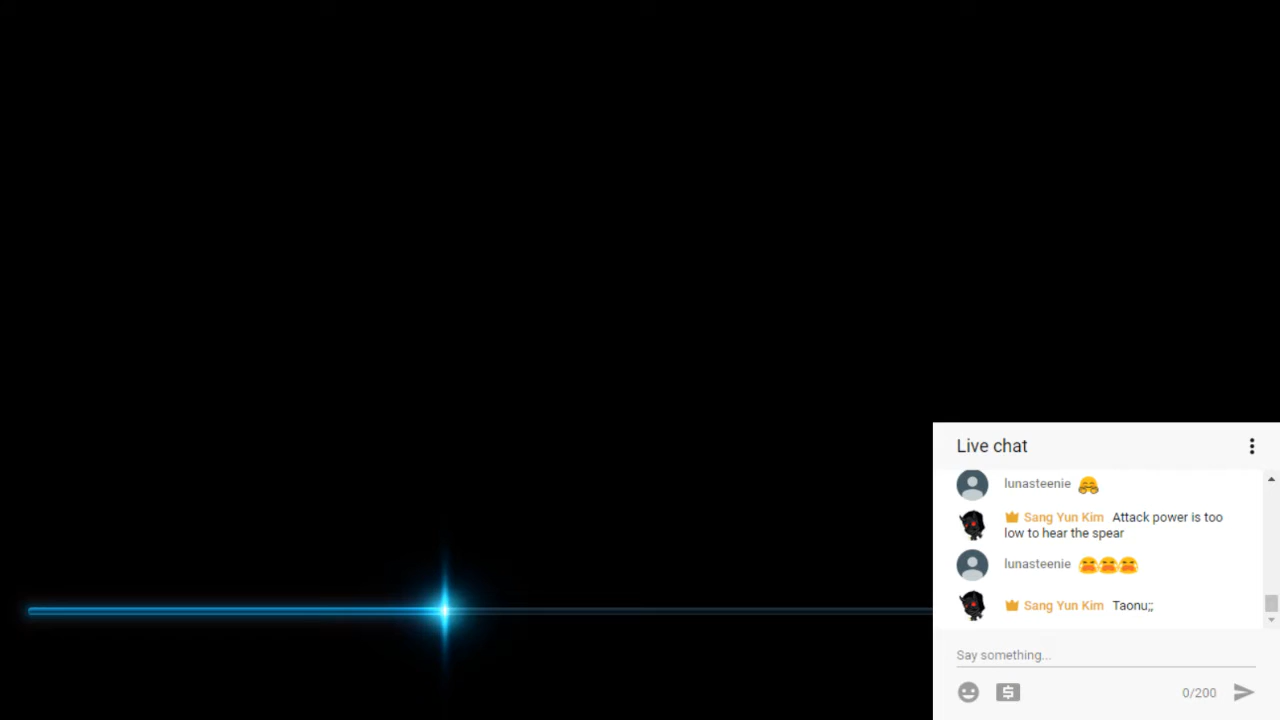 Live chat
lunasteenie
Sang Yun Kim Attack power is too
low to hear the spear
lunasteenie
Sang Yun Kim Taonu;;
Say something...
0/200